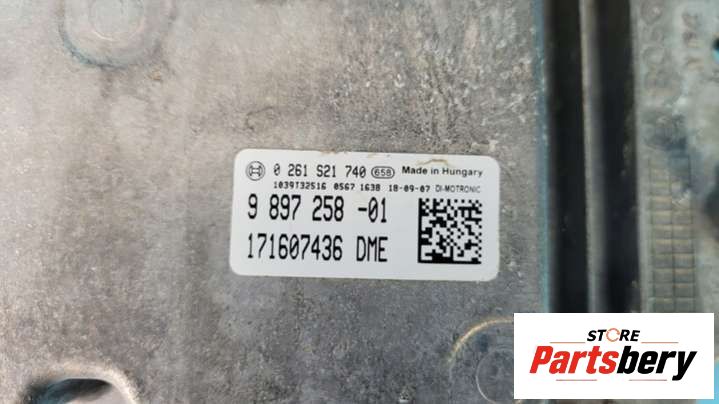 0 261 S21 740 658 Made in Hungary
1039T32516 0567 1638 18-09-07 DI-MOTRONIC
9 897 258 -01
171607436 DME
STORE
Partsbery